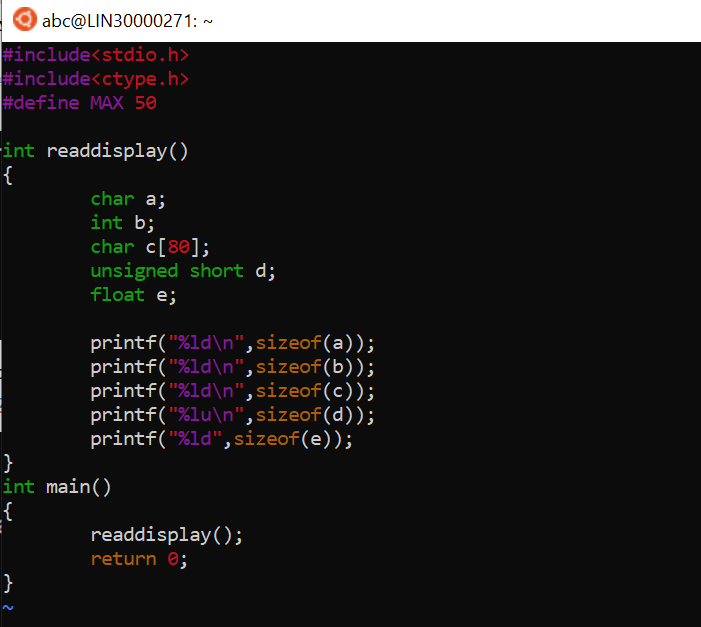 abc@LIN30000271: ~
#include<stdio.h>
#include<ctype.h>
#define MAX 50
int readdisplay()
{
        char a;
        int b;
        char c[80];
        unsigned short d;
        float e;
        printf("%ld\n",sizeof(a));
        printf("%ld\n",sizeof(b));
        printf("%ld\n",sizeof(c));
        printf("%lu\n",sizeof(d));
        printf("%ld",sizeof(e));
}
int main()
{
        readdisplay();
        return 0;
}
~